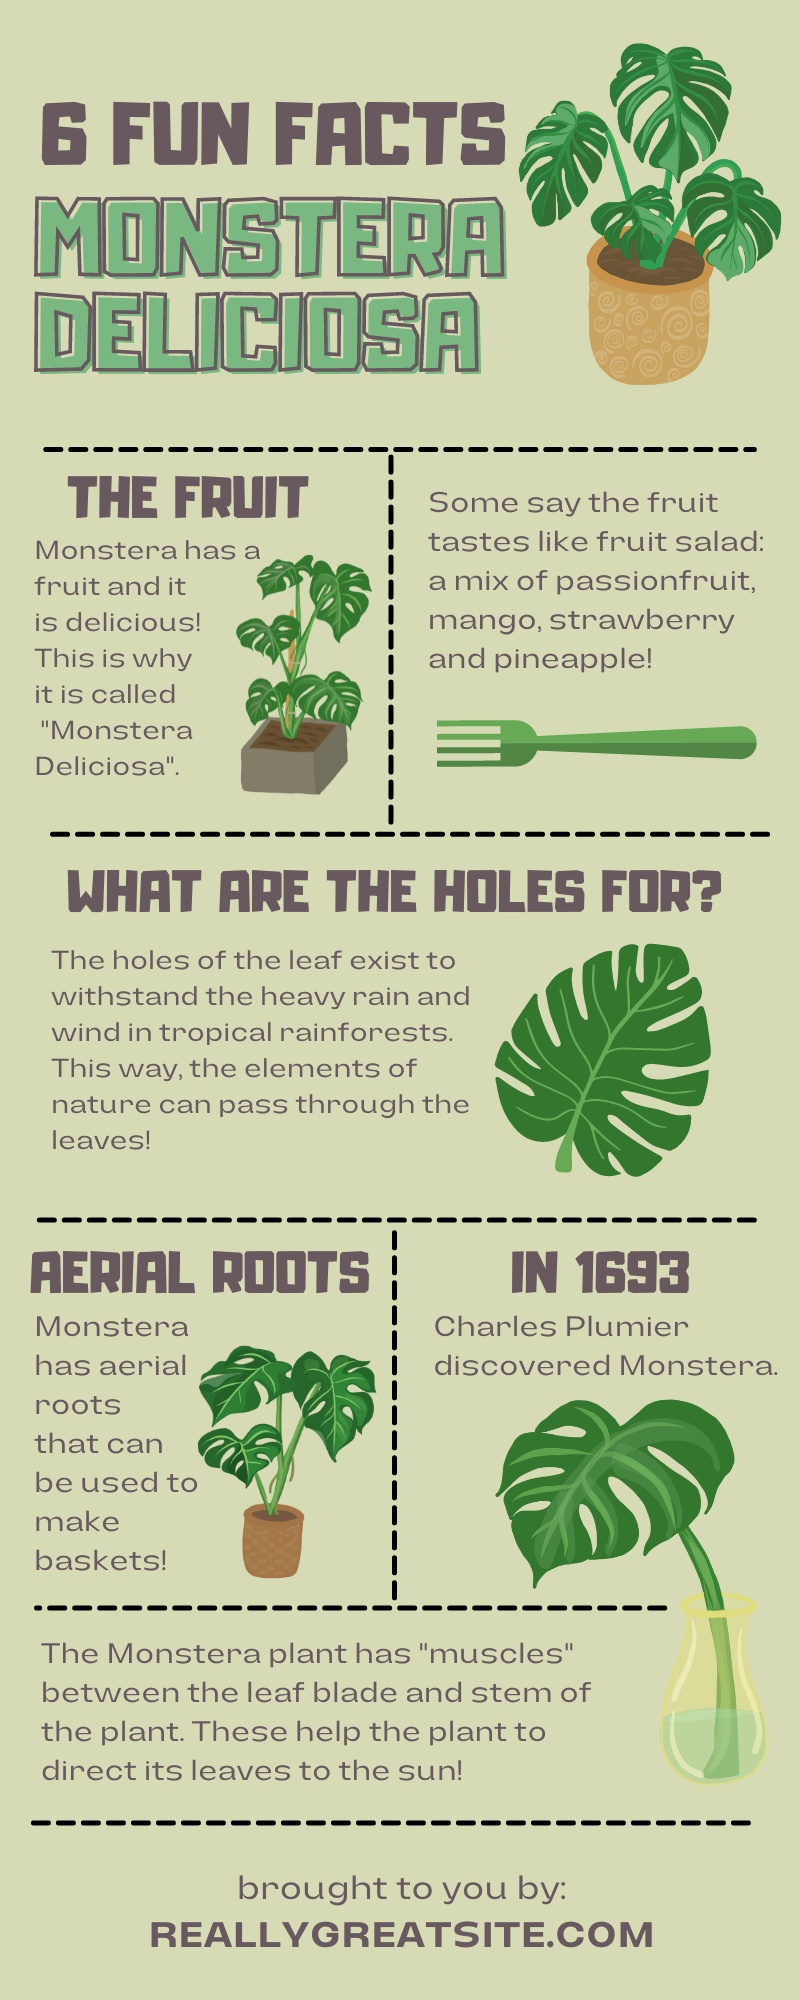 6 FUN FACTS
MONSTERA
DELICIOSA
THE FRUIT
Monstera has a
fruit and it
is delicious!
This is why
it is called
"Monstera
Deliciosa".
Some say the fruit
tastes like fruit salad:
a mix of passionfruit,
mango, strawberry
and pineapple!
WHAT ARE THE HOLES FOR?
The holes of the leaf exist to
withstand the heavy rain and
wind in tropical rainforests.
This way, the elements of
nature can pass through the
leaves!
AERIAL ROOTS
Monstera
has aerial
roots
that can
be used to
make
baskets!
IN 1693
Charles Plumier
discovered Monstera.
The Monstera plant has "muscles"
between the leaf blade and stem of
the plant. These help the plant to
direct its leaves to the sun!
brought to you by:
REALLYGREATSITE.COM